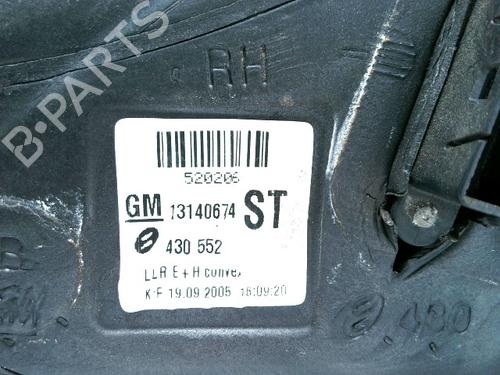 B-PARTS
RH
520206
GM 13140674 ST
430 552
LLR E + H convex
19.09.2005 16:09:20
.430